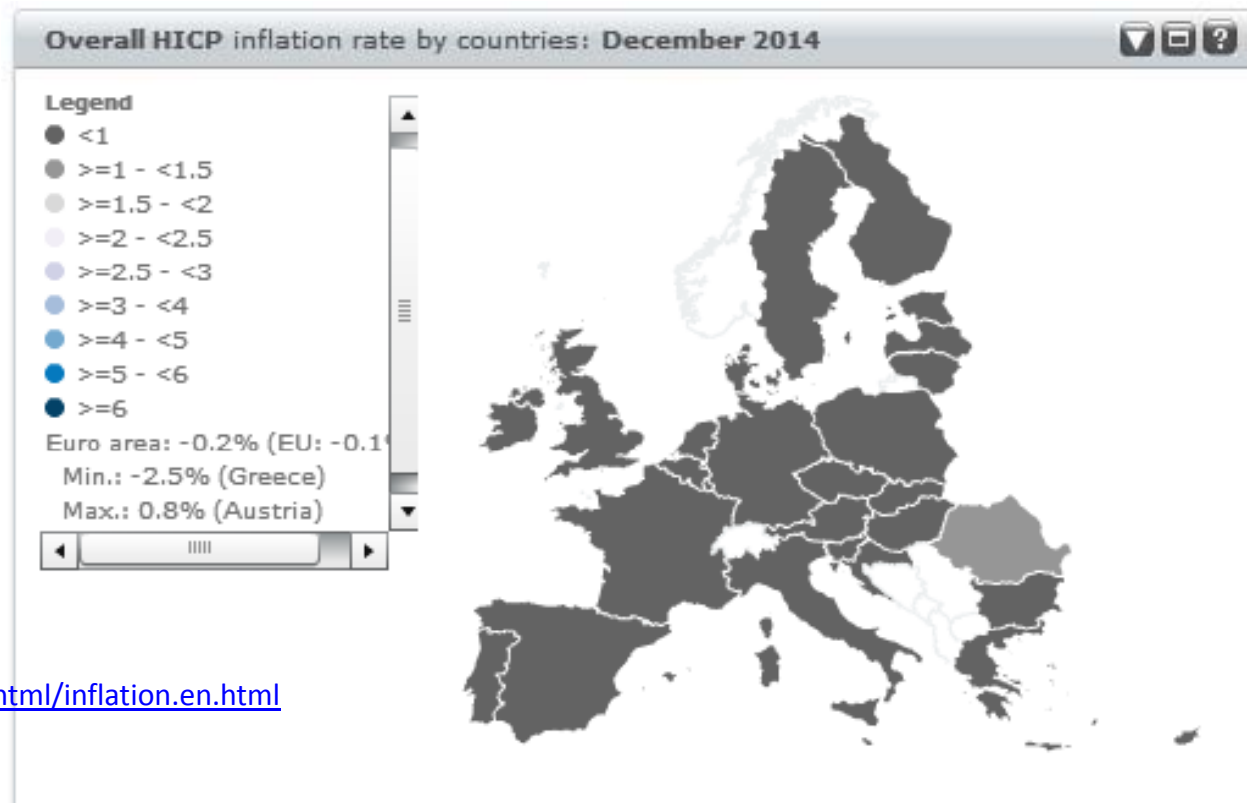 Overall HICP inflation rate by countries: December 2014
Legend
<1
>=1 - <1.5
>=1.5 - <2
>=2 - <2.5
>=2.5 - <3
>=3 - <4
>=4 - <5
>=5 - <6
>=6
Euro area: -0.2% (EU: -0.1
Min.: -2.5% (Greece)
Max.: 0.8% (Austria)
html/inflation.en.html